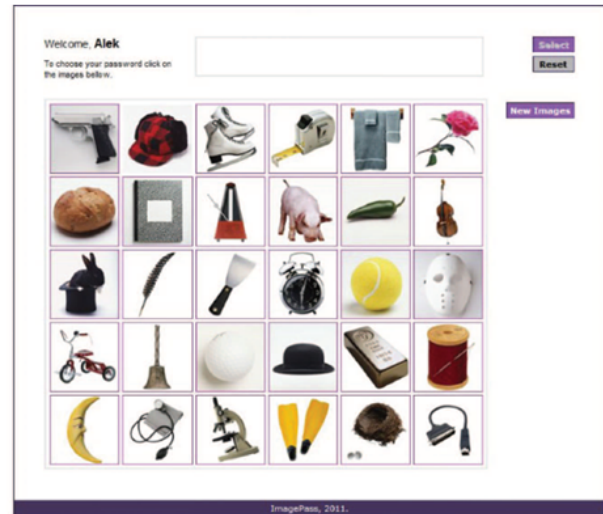 Welcome, Alek
To choose your password click on
the images bellow.
Select
Reset
New Images
ImagePass, 2011.